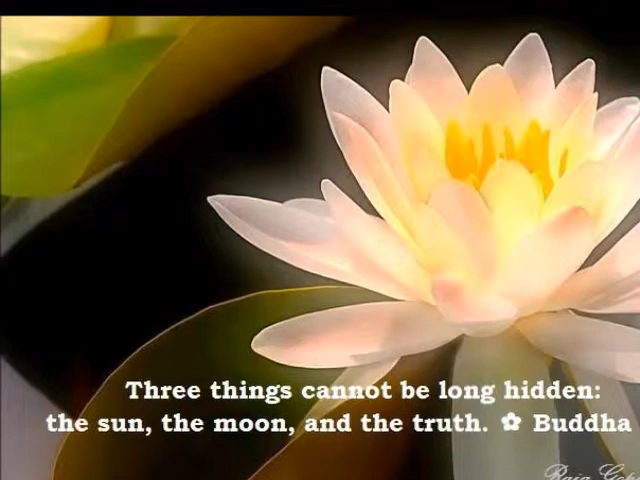 Three things cannot be long hidden:
the sun, the moon, and the truth. ✿ Buddha